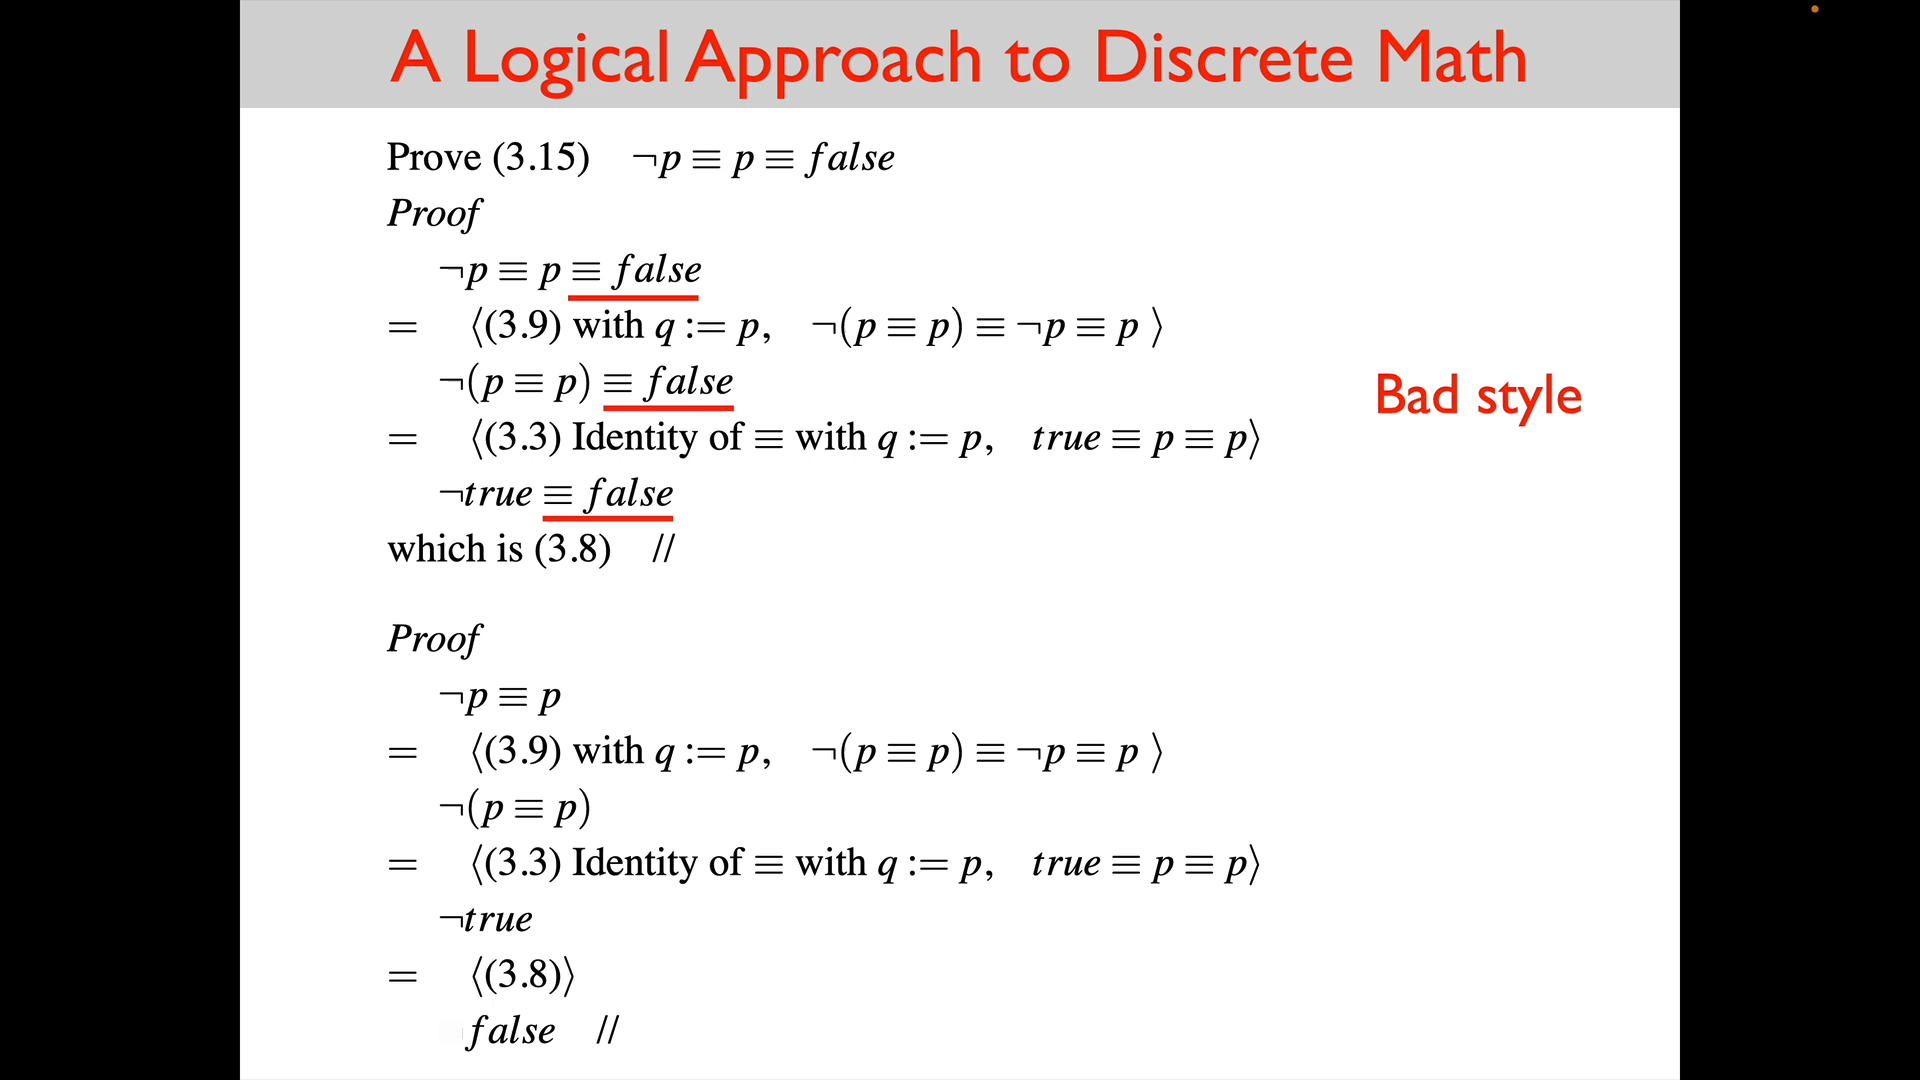 A Logical Approach to Discrete Math
Prove (3.15) ¬p ≡ p ≡ false
Proof
¬p ≡ p ≡ false
= ⟨(3.9) with q := p, ¬(p ≡ p) ≡ ¬p ≡ p ⟩
¬(p ≡ p) ≡ false
Bad style
= ⟨(3.3) Identity of ≡ with q := p, true ≡ p ≡ p⟩
¬true ≡ false
which is (3.8) //
Proof
¬p ≡ p
= ⟨(3.9) with q := p, ¬(p ≡ p) ≡ ¬p ≡ p ⟩
¬(p ≡ p)
= ⟨(3.3) Identity of ≡ with q := p, true ≡ p ≡ p⟩
¬true
= ⟨(3.8)⟩
false //